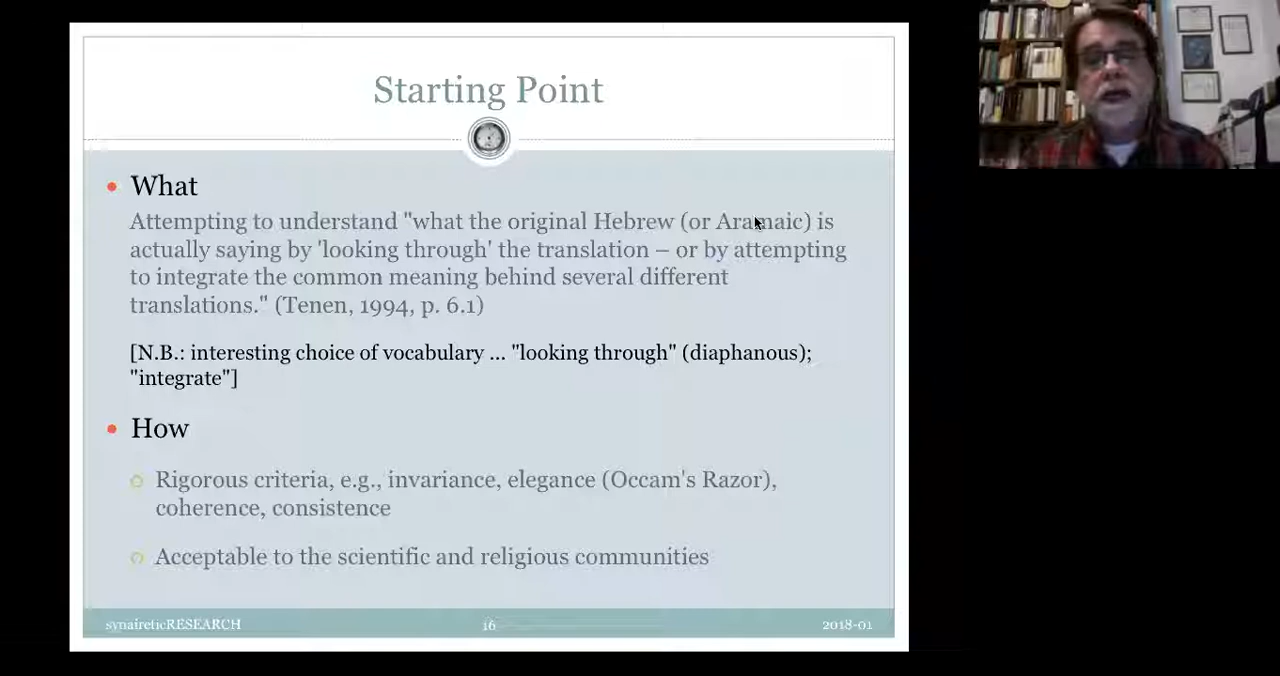 Starting Point
What
Attempting to understand "what the original Hebrew (or Aramaic) is
actually saying by 'looking through' the translation – or by attempting
to integrate the common meaning behind several different
translations." (Tenen, 1994, p. 6.1)
[N.B.: interesting choice of vocabulary ... "looking through" (diaphanous);
"integrate"]
How
Rigorous criteria, e.g., invariance, elegance (Occam's Razor),
coherence, consistence
Acceptable to the scientific and religious communities
synaireticRESEARCH
16
2018-01